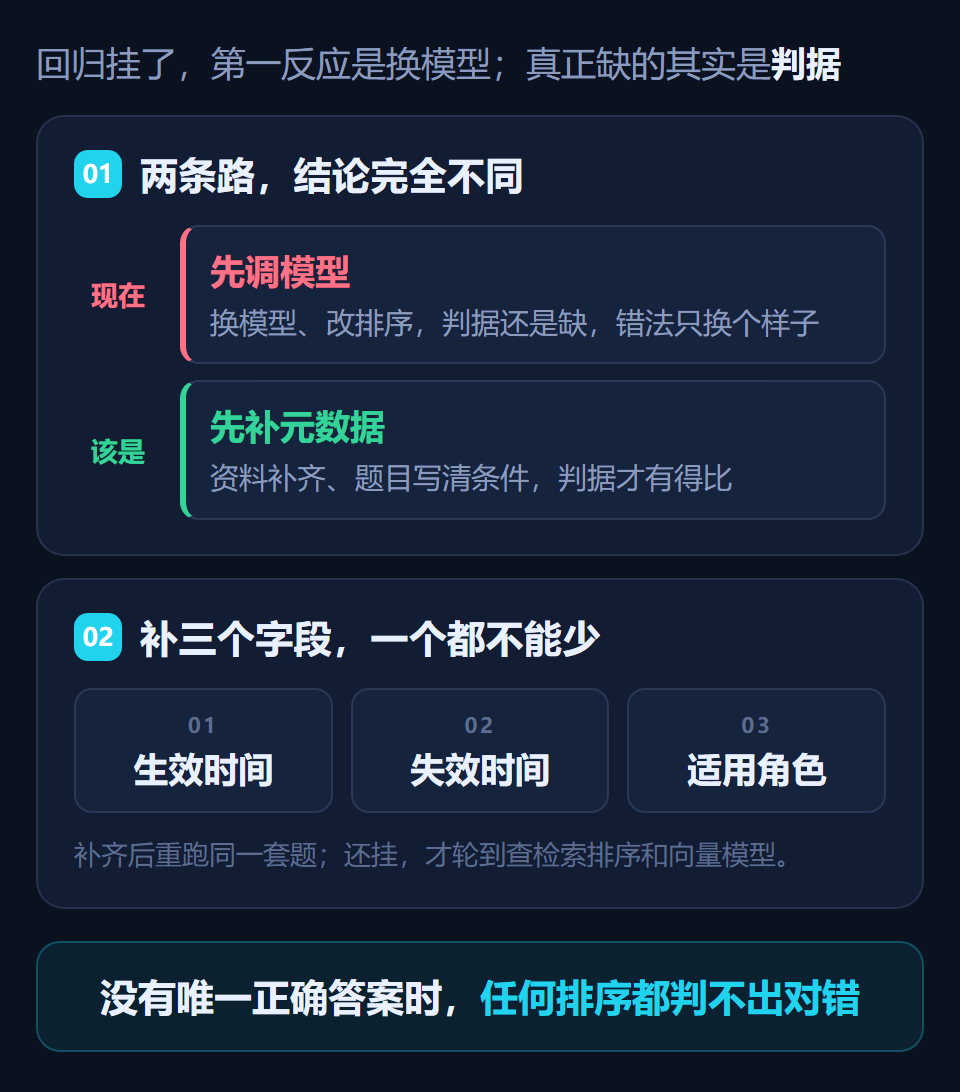 回归挂了，第一反应是换模型；真正缺的其实是判据
01 两条路，结论完全不同
现在
先调模型
换模型、改排序，判据还是缺，错法只换个样子
该是
先补元数据
资料补齐、题目写清条件，判据才有得比
02 补三个字段，一个都不能少
01
生效时间
02
失效时间
03
适用角色
补齐后重跑同一套题；还挂，才轮到查检索排序和向量模型。
没有唯一正确答案时，任何排序都判不出对错